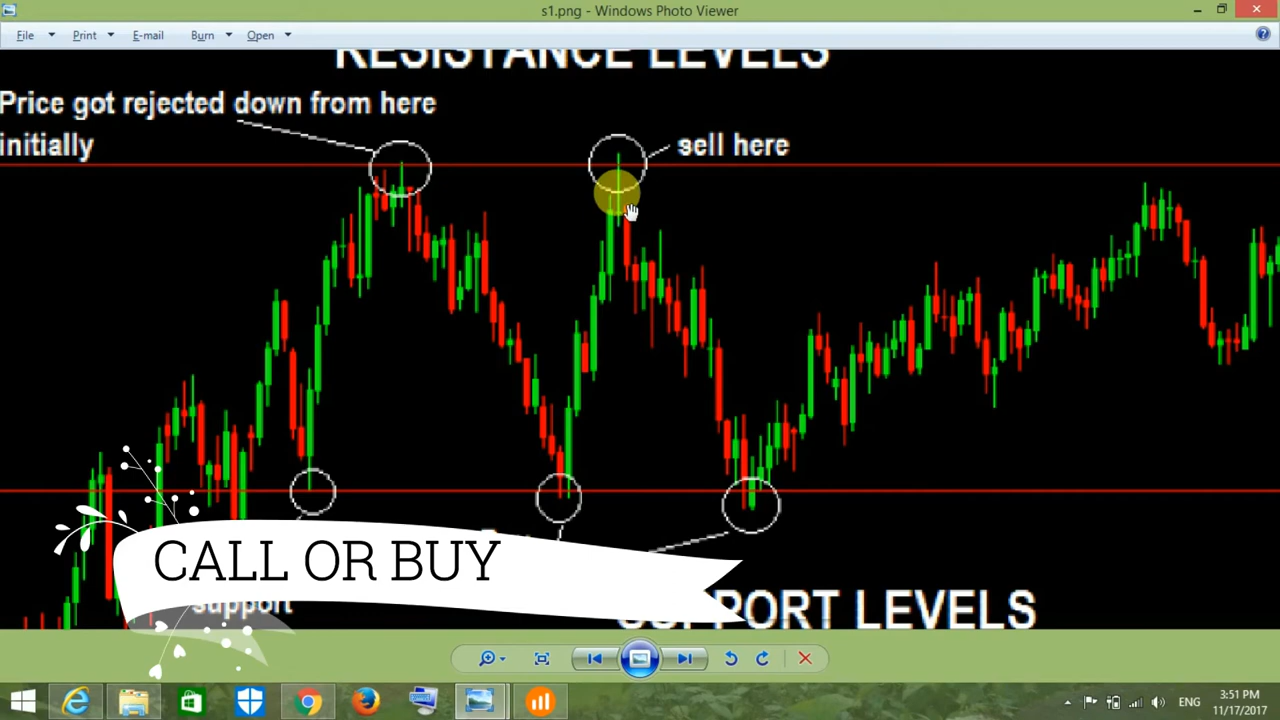 s1.png - Windows Photo Viewer
File Print E-mail Burn Open
RESISTANCE LEVELS
Price got rejected down from here
initially
sell here
CALL OR BUY
support
SUPPORT LEVELS
ENG
3:51 PM
11/17/2017